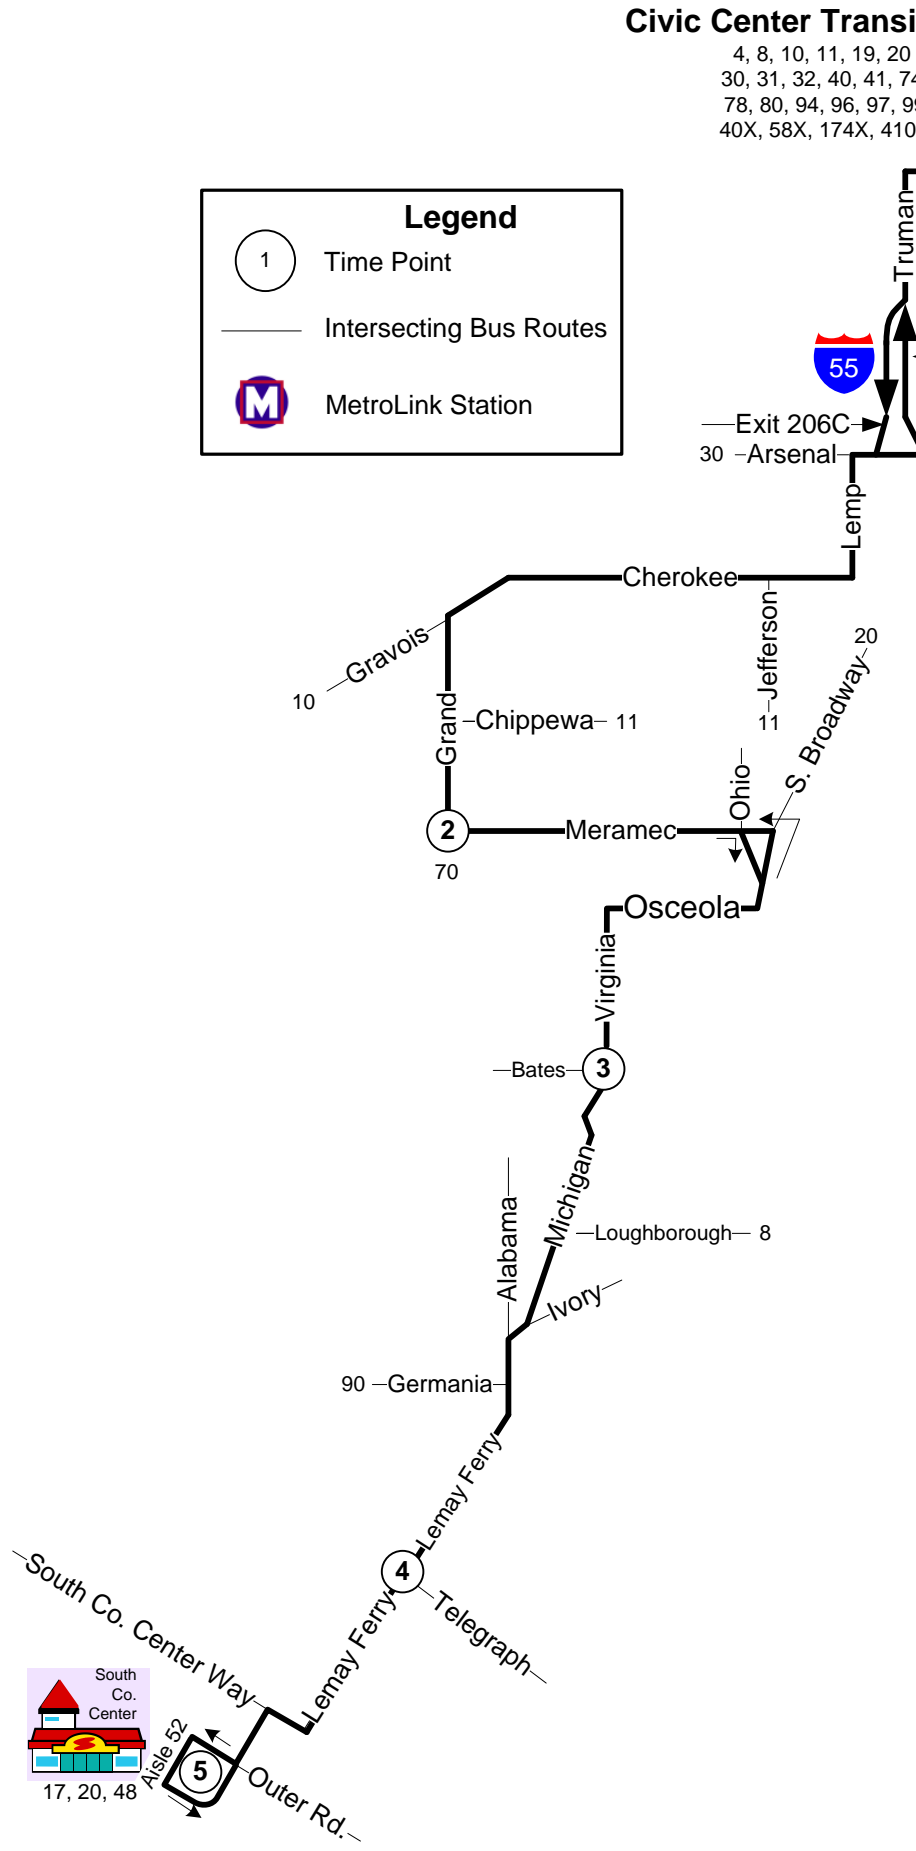 Civic Center Transi
4, 8, 10, 11, 19, 20
30, 31, 32, 40, 41, 74
78, 80, 94, 96, 97, 99
40X, 58X, 174X, 410
Truman
Legend
1 Time Point
Intersecting Bus Routes
M MetroLink Station
55
Exit 206C
30 Arsenal
Lemp
Cherokee
Gravois
10
Jefferson
11
20
S. Broadway
Grand
Chippewa 11
Ohio
2
Meramec
70
Osceola
Virginia
Bates
3
Michigan
Loughborough 8
Alabama
Ivory
90 Germania
Lemay Ferry
4
Telegraph
Lemay Ferry
South Co. Center Way
South
Co.
Center
17, 20, 48
Aisle 52
5
Outer Rd.